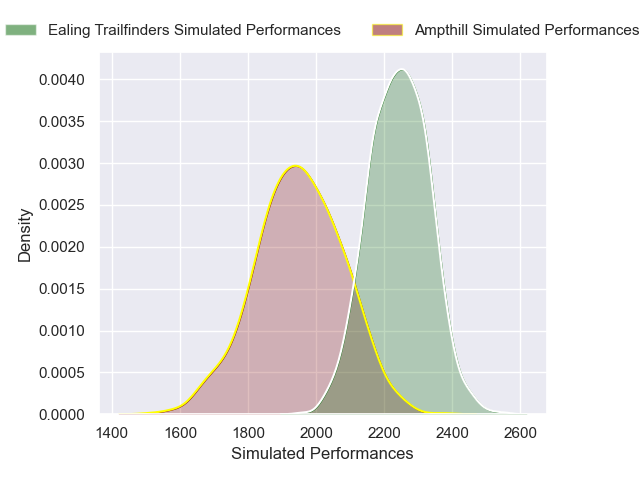 Ealing Trailfinders Simulated Performances
Ampthill Simulated Performances
0.0040
0.0035
0.0030
0.0025
0.0020
0.0015
0.0010
0.0005
0.0000
Density
1400 1600 1800 2000 2200 2400 2600
Simulated Performances